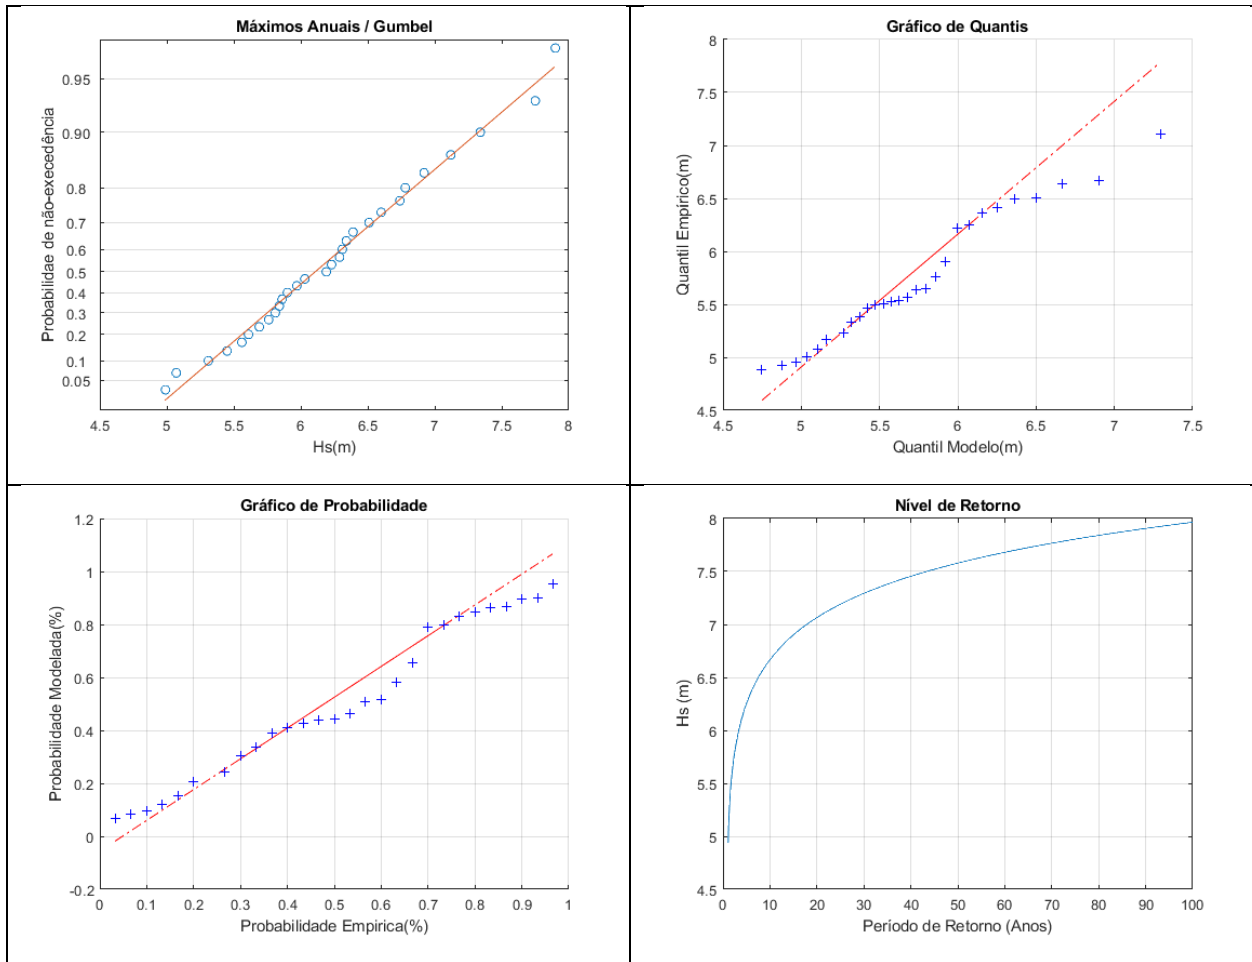 Máximos Anuais / Gumbel
Probabilidae de não-execedência
0.95
0.90
0.8
0.7
0.6
0.5
0.4
0.3
0.2
0.1
0.05
4.5 5 5.5 6 6.5 7 7.5 8
Hs(m)
Gráfico de Quantis
Quantil Empírico(m)
8
7.5
7
6.5
6
5.5
5
4.5
4.5 5 5.5 6 6.5 7 7.5
Quantil Modelo(m)
Gráfico de Probabilidade
Probabilidade Modelada(%)
1.2
1
0.8
0.6
0.4
0.2
0
-0.2
0 0.1 0.2 0.3 0.4 0.5 0.6 0.7 0.8 0.9 1
Probabilidade Empirica(%)
Nível de Retorno
Hs (m)
8
7.5
7
6.5
6
5.5
5
4.5
0 10 20 30 40 50 60 70 80 90 100
Período de Retorno (Anos)